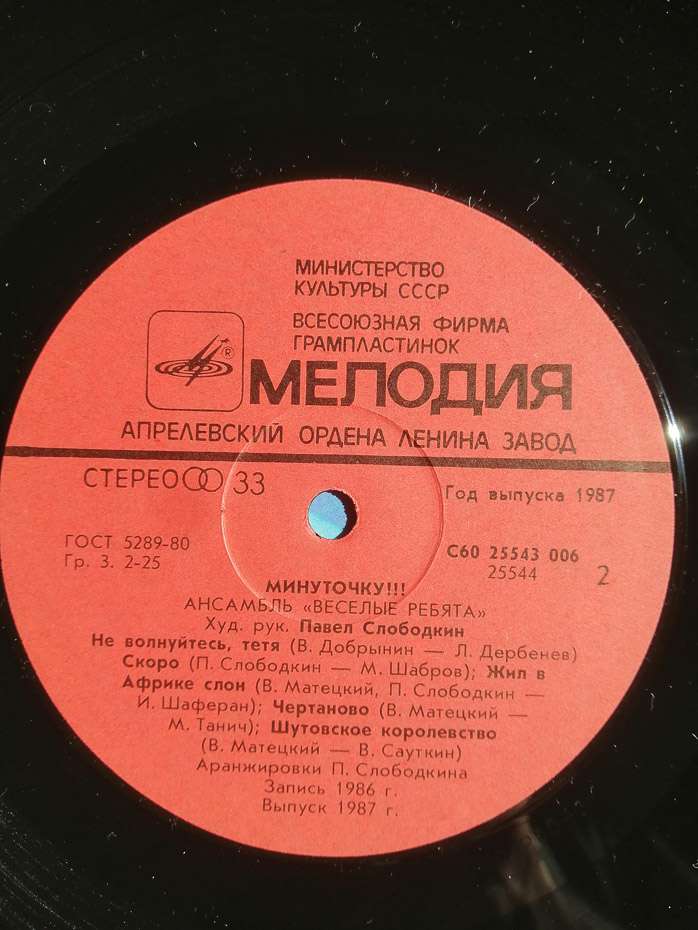 МИНИСТЕРСТВО
КУЛЬТУРЫ СССР
ВСЕСОЮЗНАЯ ФИРМА
ГРАМПЛАСТИНОК
®
МЕЛОДИЯ
АПРЕЛЕВСКИЙ ОРДЕНА ЛЕНИНА ЗАВОД
СТЕРЕО 33
Год выпуска 1987
ГОСТ 5289-80
Гр. 3. 2-25
С60 25543 006
25544
2
МИНУТОЧКУ!!!
АНСАМБЛЬ «ВЕСЕЛЫЕ РЕБЯТА»
Худ. рук. Павел Слободкин
Не волнуйтесь, тетя (В. Добрынин — Л. Дербенев)
Скоро (П. Слободкин — М. Шабров); Жил в
Африке слон (В. Матецкий, П. Слободкин —
И. Шаферан); Чертаново (В. Матецкий —
М. Танич); Шутовское королевство
(В. Матецкий — В. Сауткин)
Аранжировки П. Слободкина
Запись 1986 г.
Выпуск 1987 г.